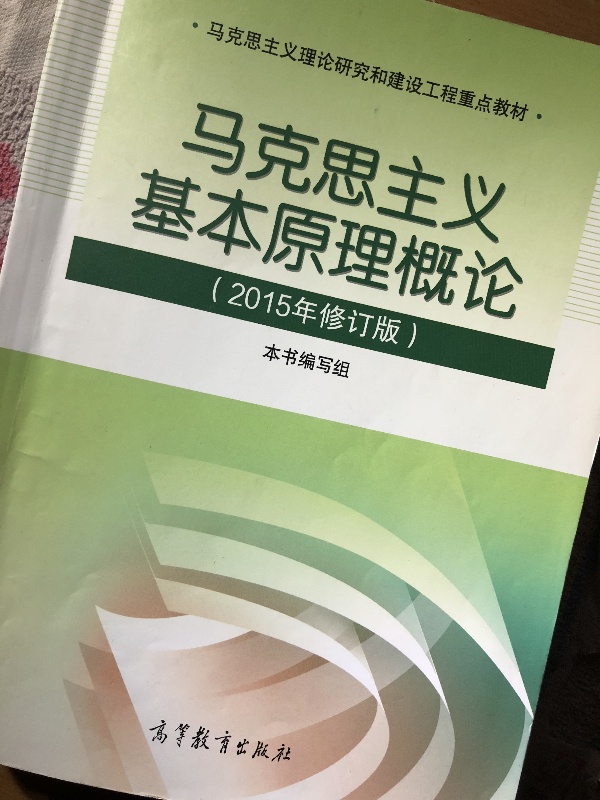 • 马克思主义理论研究和建设工程重点教材 •
马克思主义
基本原理概论
(2015年修订版)
本书编写组
高等教育出版社